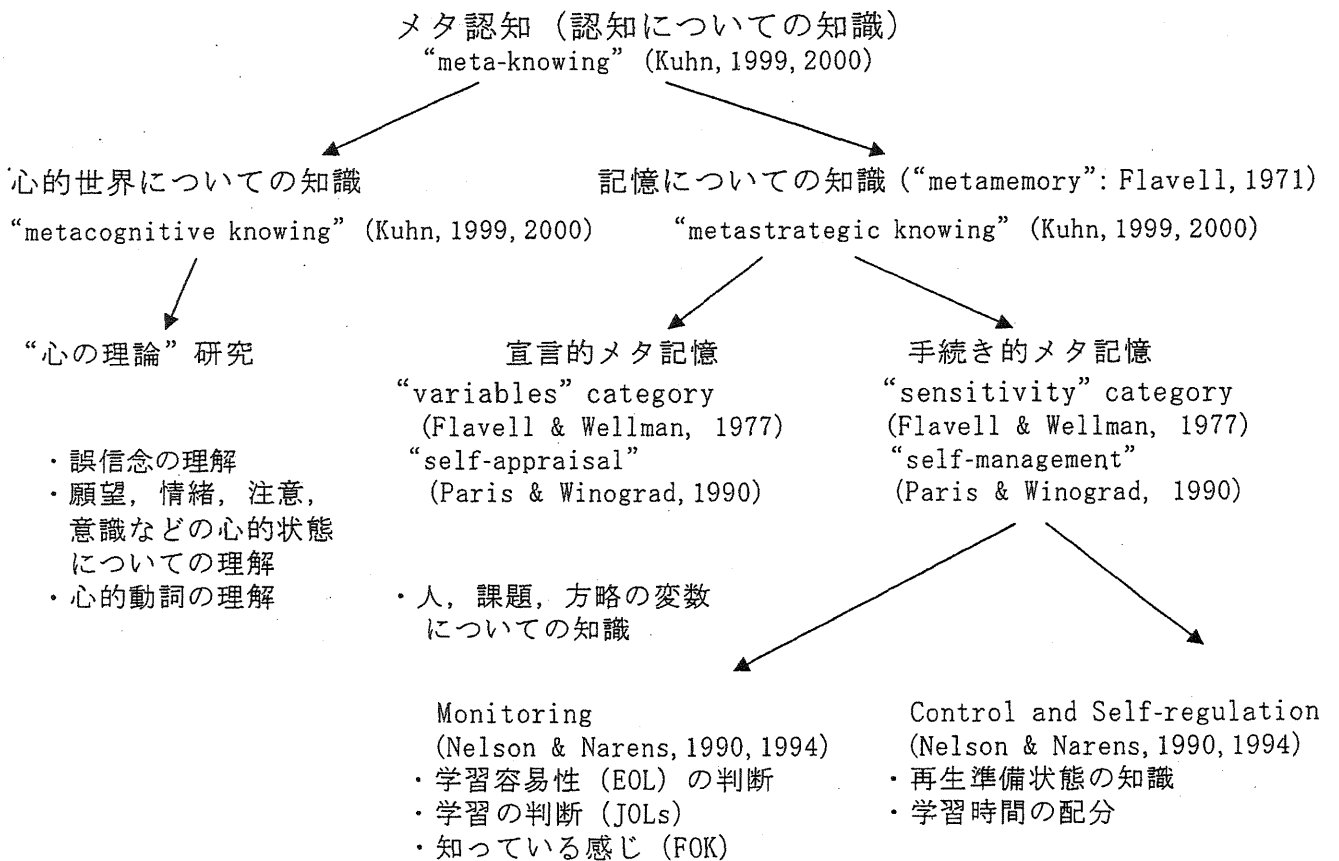 メタ認知（認知についての知識）
“meta-knowing” (Kuhn, 1999, 2000)
心的世界についての知識
“metacognitive knowing” (Kuhn, 1999, 2000)
記憶についての知識 (“metamemory”: Flavell, 1971)
“metastrategic knowing” (Kuhn, 1999, 2000)
“心の理論” 研究
・誤信念の理解
・願望，情緒，注意，
意識などの心的状態
についての理解
・心的動詞の理解
宣言的メタ記憶
“variables” category
(Flavell & Wellman, 1977)
“self-appraisal”
(Paris & Winograd, 1990)
・人，課題，方略の変数
についての知識
手続き的メタ記憶
“sensitivity” category
(Flavell & Wellman, 1977)
“self-management”
(Paris & Winograd, 1990)
Monitoring
(Nelson & Narens, 1990, 1994)
・学習容易性 (EOL) の判断
・学習の判断 (JOLs)
・知っている感じ (FOK)
Control and Self-regulation
(Nelson & Narens, 1990, 1994)
・再生準備状態の知識
・学習時間の配分